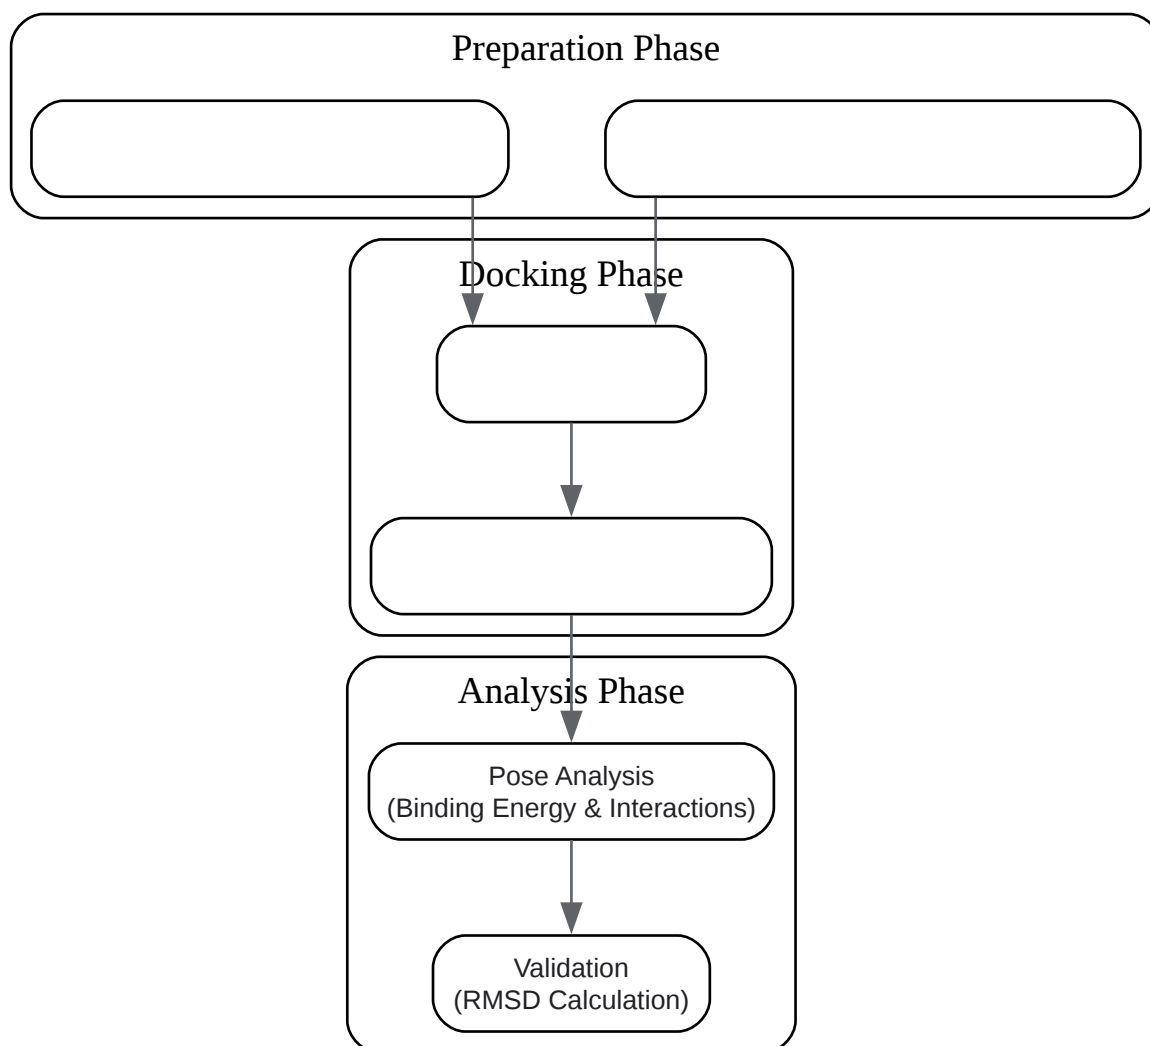 Preparation Phase
Docking Phase
Analysis Phase
Pose Analysis
(Binding Energy & Interactions)
Validation
(RMSD Calculation)